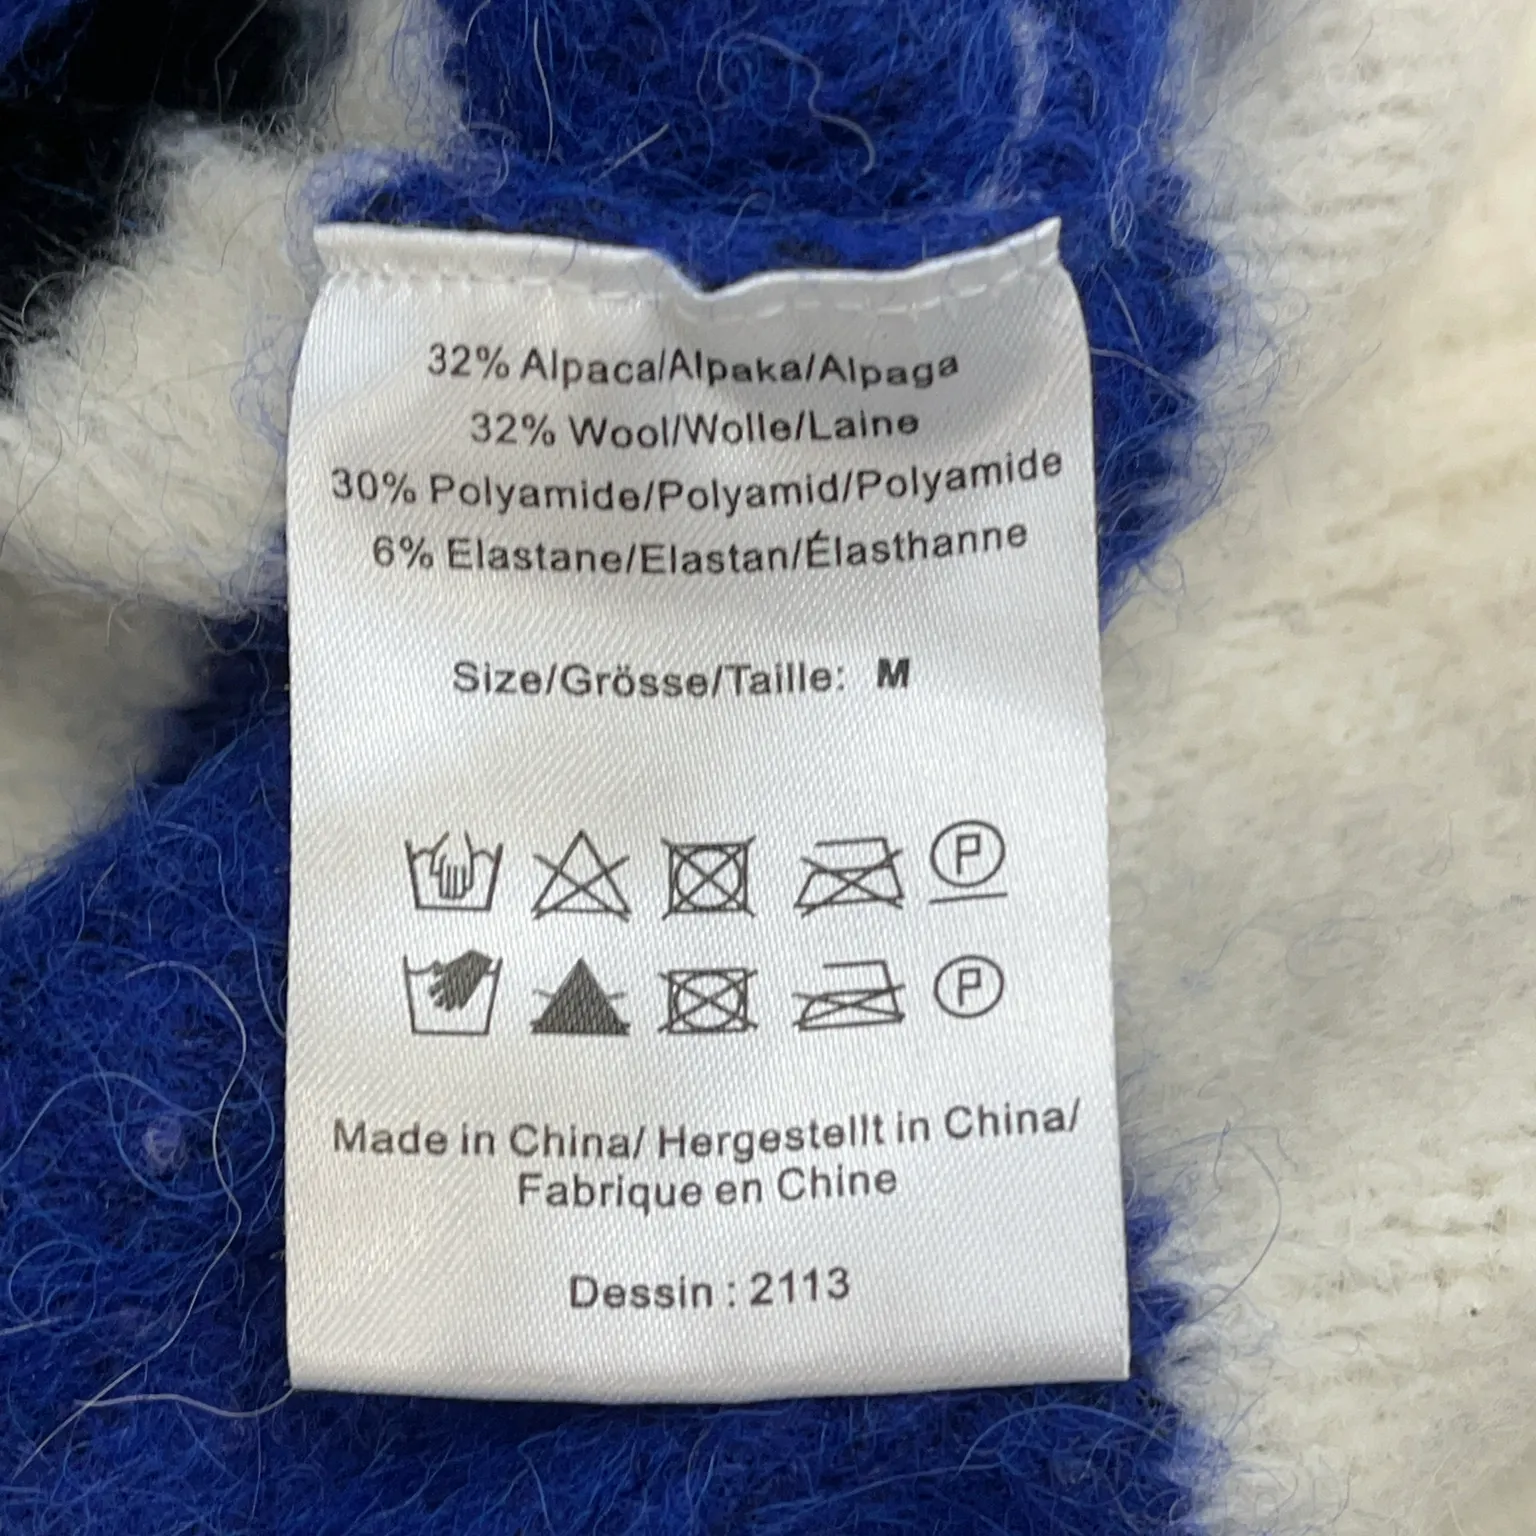 32% Alpaca/Alpaka/Alpaga
32% Wool/Wolle/Laine
30% Polyamide/Polyamid/Polyamide
6% Elastane/Elastan/Élasthanne
Size/Grösse/Taille: M
P
P
Made in China/ Hergestellt in China/
Fabrique en Chine
Dessin : 2113